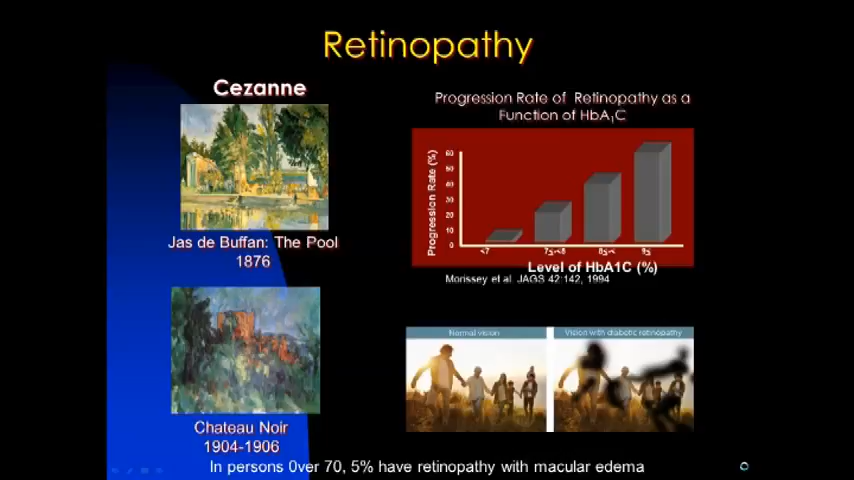 Retinopathy
Cezanne
Jas de Buffan: The Pool
1876
Chateau Noir
1904-1906
Progression Rate of Retinopathy as a
Function of HbA1C
Progression Rate (%)
60
50
40
30
20
10
0
<7
Level of HbA1C (%)
Morissey et al. JAGS 42:142, 1994
Normal vision
Vision with diabetic retinopathy
In persons 0ver 70, 5% have retinopathy with macular edema